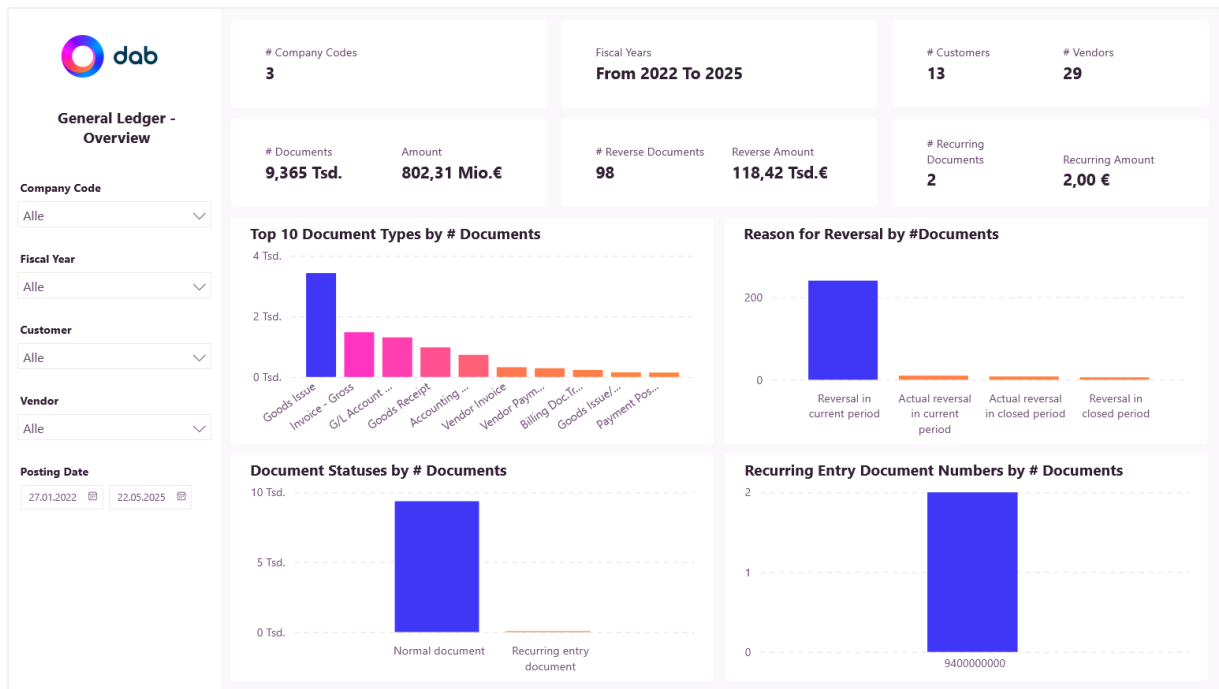 dab
General Ledger -
Overview
Company Code
Alle
Fiscal Year
Alle
Customer
Alle
Vendor
Alle
Posting Date
27.01.2022
22.05.2025
# Company Codes
3
Fiscal Years
From 2022 To 2025
# Customers
13
# Vendors
29
# Documents
9,365 Tsd.
Amount
802,31 Mio.€
# Reverse Documents
98
Reverse Amount
118,42 Tsd.€
# Recurring
Documents
2
Recurring Amount
2,00 €
Top 10 Document Types by # Documents
4 Tsd.
2 Tsd.
0 Tsd.
Goods Issue
Invoice - Gross
G/L Account ...
Goods Receipt
Accounting ...
Vendor Invoice
Vendor Paym...
Billing Doc.Tr...
Goods Issue/...
Payment Pos...
Reason for Reversal by #Documents
200
0
Reversal in
current period
Actual reversal
in current
period
Actual reversal
in closed period
Reversal in
closed period
Document Statuses by # Documents
10 Tsd.
5 Tsd.
0 Tsd.
Normal document
Recurring entry
document
Recurring Entry Document Numbers by # Documents
2
1
0
9400000000